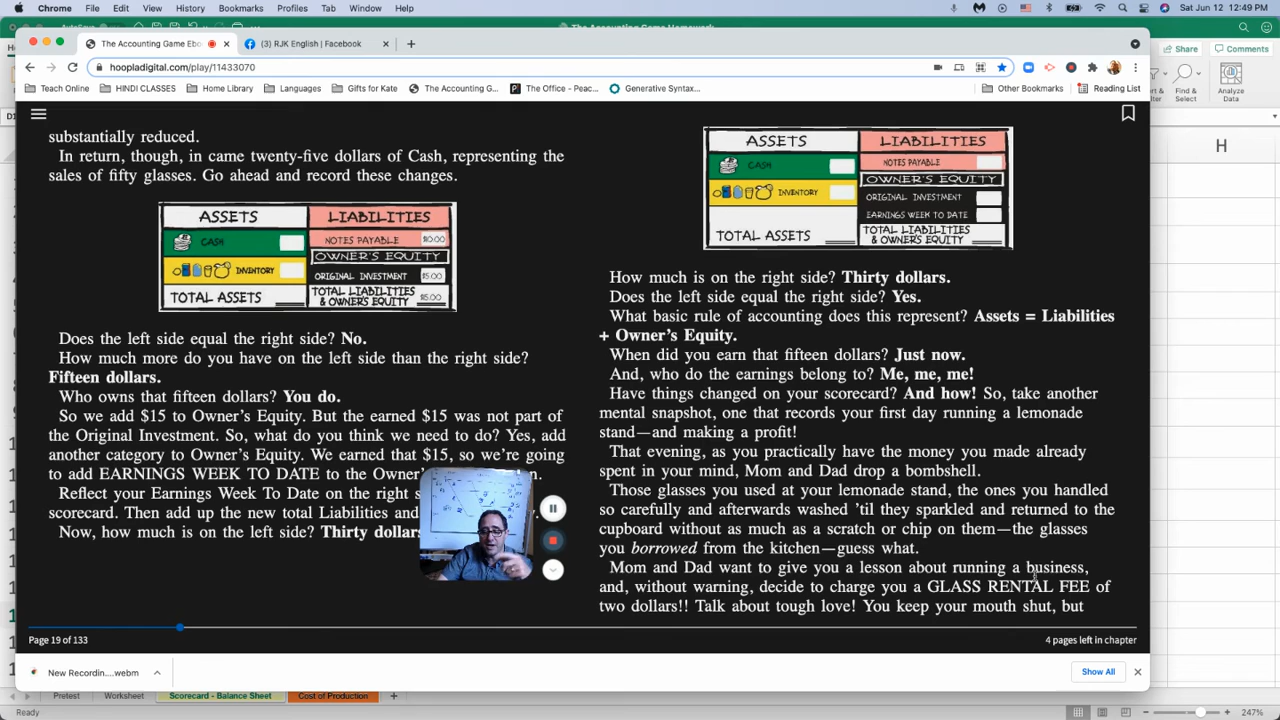 Chrome File Edit View History Bookmarks Profiles Tab Window Help Sat Jun 12 12:49 PM
The Accounting Game Ebo (3) RJK English | Facebook
hoopladigital.com/play/11433070
Share Comments
Teach Online HINDI CLASSES Home Library Languages Gifts for Kate The Accounting G... The Office - Peac... Generative Syntax... Other Bookmarks Reading List
Find & Select
Analyze Data
H
substantially reduced.
In return, though, in came twenty-five dollars of Cash, representing the
sales of fifty glasses. Go ahead and record these changes.
ASSETS LIABILITIES
CASH NOTES PAYABLE $10.00
OWNER'S EQUITY
INVENTORY ORIGINAL INVESTMENT $5.00
TOTAL ASSETS TOTAL LIABILITIES & OWNER'S EQUITY $15.00
Does the left side equal the right side? No.
How much more do you have on the left side than the right side?
Fifteen dollars.
Who owns that fifteen dollars? You do.
So we add $15 to Owner's Equity. But the earned $15 was not part of
the Original Investment. So, what do you think we need to do? Yes, add
another category to Owner's Equity. We earned that $15, so we're going
to add EARNINGS WEEK TO DATE to the Owner'
Reflect your Earnings Week To Date on the right s
scorecard. Then add up the new total Liabilities and
Now, how much is on the left side? Thirty dollars
ASSETS LIABILITIES
CASH NOTES PAYABLE
OWNER'S EQUITY
INVENTORY ORIGINAL INVESTMENT
EARNINGS WEEK TO DATE
TOTAL ASSETS TOTAL LIABILITIES & OWNER'S EQUITY
How much is on the right side? Thirty dollars.
Does the left side equal the right side? Yes.
What basic rule of accounting does this represent? Assets = Liabilities
+ Owner's Equity.
When did you earn that fifteen dollars? Just now.
And, who do the earnings belong to? Me, me, me!
Have things changed on your scorecard? And how! So, take another
mental snapshot, one that records your first day running a lemonade
stand—and making a profit!
That evening, as you practically have the money you made already
spent in your mind, Mom and Dad drop a bombshell.
Those glasses you used at your lemonade stand, the ones you handled
so carefully and afterwards washed 'til they sparkled and returned to the
cupboard without as much as a scratch or chip on them—the glasses
you borrowed from the kitchen—guess what.
Mom and Dad want to give you a lesson about running a business,
and, without warning, decide to charge you a GLASS RENTAL FEE of
two dollars!! Talk about tough love! You keep your mouth shut, but
Page 19 of 133 4 pages left in chapter
New Recordin....webm Show All
Pretest Worksheet Scorecard - Balance Sheet Cost of Production
Ready 247%